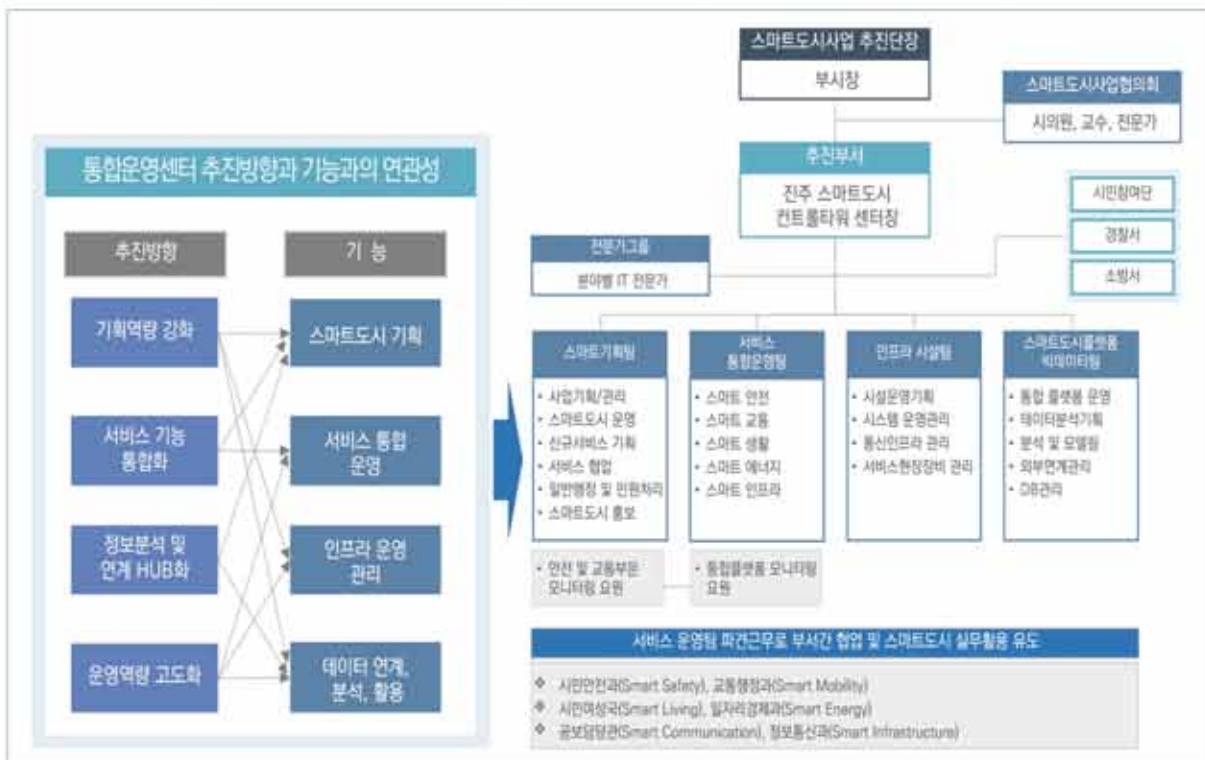 스마트도시사업 추진단장
부시장
스마트도시사업협의회
시의원, 교수, 전문가
추진부서
진주 스마트도시
컨트롤타워 센터장
시민참여단
경찰서
소방서
전문가그룹
분야별 IT 전문가
통합운영센터 추진방향과 기능과의 연관성
추진방향
기 능
기획역량 강화
스마트도시 기획
서비스 기능
통합화
서비스 통합
운영
정보분석 및
연계 HUB화
인프라 운영
관리
운영역량 고도화
데이터 연계,
분석, 활용
스마트기획팀
• 사업기획/관리
• 스마트도시 운영
• 신규서비스 기획
• 서비스 협업
• 일반행정 및 민원처리
• 스마트도시 홍보
서비스
통합운영팀
• 스마트 안전
• 스마트 교통
• 스마트 생활
• 스마트 에너지
• 스마트 인프라
인프라 시설팀
• 시설운영기획
• 시스템 운영관리
• 통신인프라 관리
• 서비스현장장비 관리
스마트도시플랫폼
빅데이터팀
• 통합 플랫폼 운영
• 데이터분석기획
• 분석 및 모델링
• 외부연계관리
• DB관리
• 안전 및 교통부문
모니터링 요원
• 통합플랫폼 모니터링
요원
서비스 운영팀 파견근무로 부서간 협업 및 스마트도시 실무활용 유도
❖ 시민안전과(Smart Safety), 교통행정과(Smart Mobility)
❖ 시민여성국(Smart Living), 일자리경제과(Smart Energy)
❖ 공보담당관(Smart Communication), 정보통신과(Smart Infrastructure)